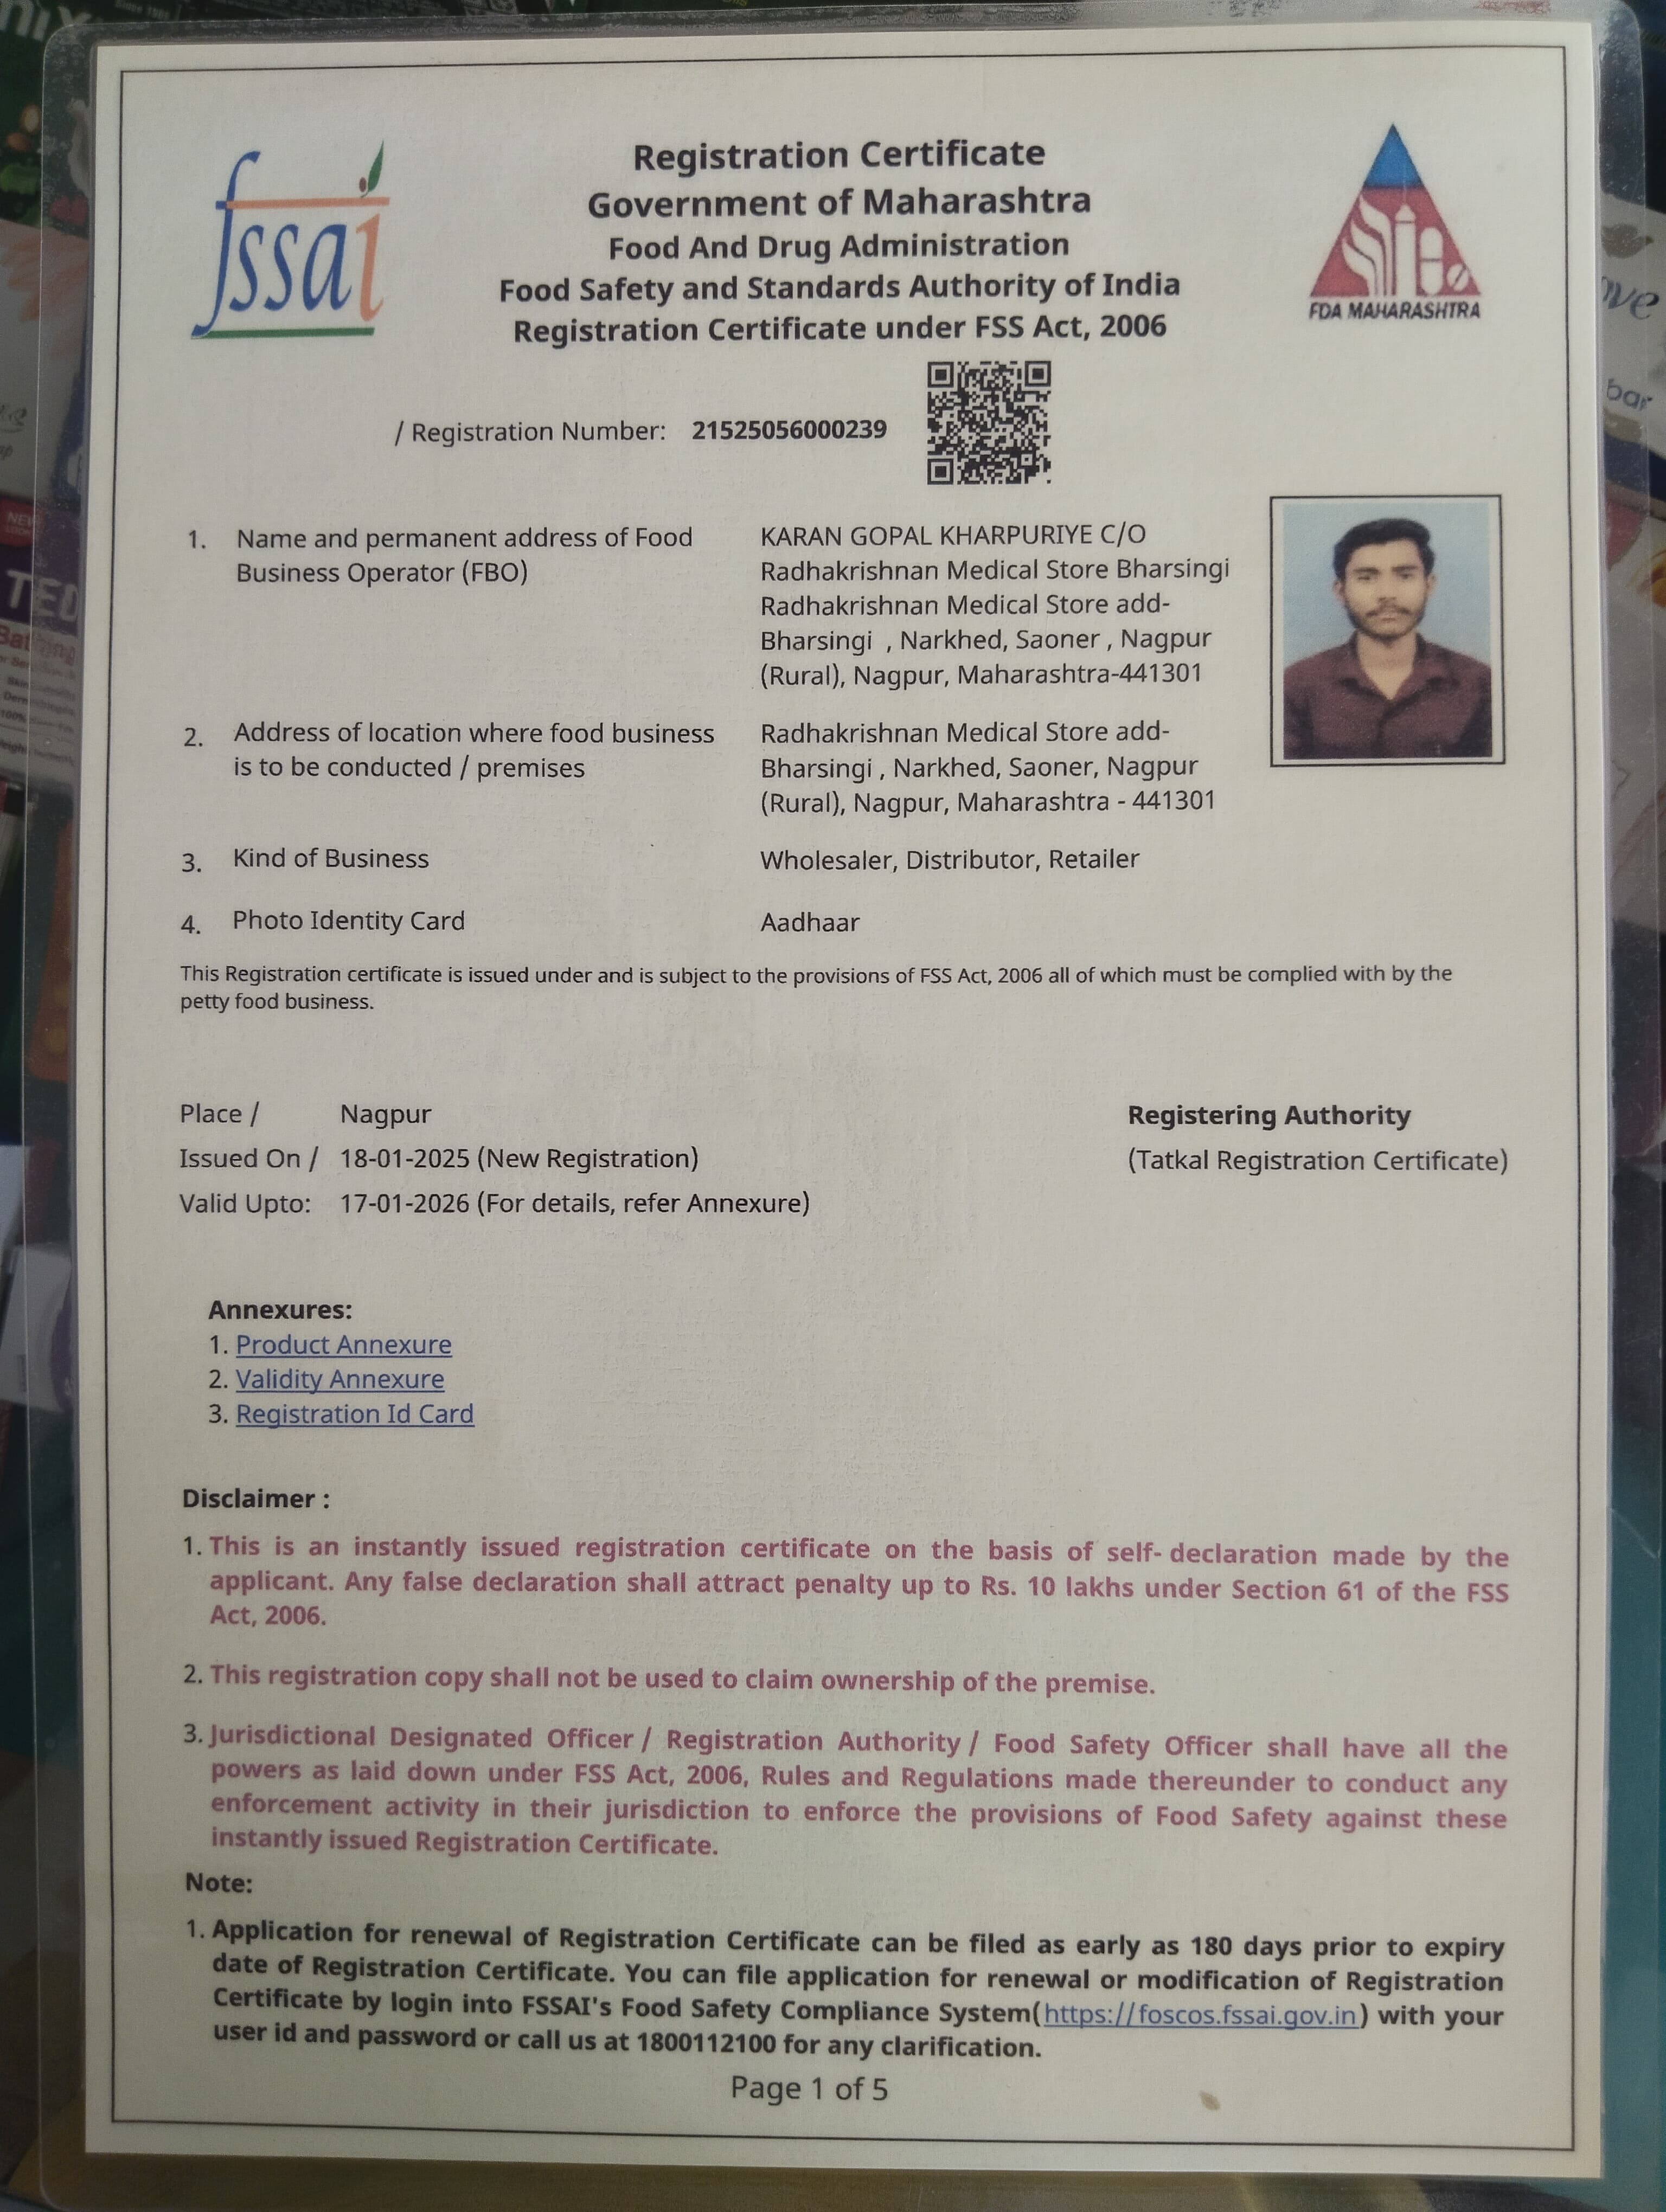 fssai
Registration Certificate
Government of Maharashtra
Food And Drug Administration
Food Safety and Standards Authority of India
Registration Certificate under FSS Act, 2006
FDA MAHARASHTRA
/ Registration Number: 21525056000239
1. Name and permanent address of Food
Business Operator (FBO)
KARAN GOPAL KHARPURIYE C/O
Radhakrishnan Medical Store Bharsingi
Radhakrishnan Medical Store add-
Bharsingi , Narkhed, Saoner , Nagpur
(Rural), Nagpur, Maharashtra-441301
2. Address of location where food business
is to be conducted / premises
Radhakrishnan Medical Store add-
Bharsingi , Narkhed, Saoner, Nagpur
(Rural), Nagpur, Maharashtra - 441301
3. Kind of Business Wholesaler, Distributor, Retailer
4. Photo Identity Card Aadhaar
This Registration certificate is issued under and is subject to the provisions of FSS Act, 2006 all of which must be complied with by the
petty food business.
Place / Nagpur
Issued On / 18-01-2025 (New Registration)
Valid Upto: 17-01-2026 (For details, refer Annexure)
Registering Authority
(Tatkal Registration Certificate)
Annexures:
1. Product Annexure
2. Validity Annexure
3. Registration Id Card
Disclaimer :
1. This is an instantly issued registration certificate on the basis of self- declaration made by the
applicant. Any false declaration shall attract penalty up to Rs. 10 lakhs under Section 61 of the FSS
Act, 2006.
2. This registration copy shall not be used to claim ownership of the premise.
3. Jurisdictional Designated Officer / Registration Authority / Food Safety Officer shall have all the
powers as laid down under FSS Act, 2006, Rules and Regulations made thereunder to conduct any
enforcement activity in their jurisdiction to enforce the provisions of Food Safety against these
instantly issued Registration Certificate.
Note:
1. Application for renewal of Registration Certificate can be filed as early as 180 days prior to expiry
date of Registration Certificate. You can file application for renewal or modification of Registration
Certificate by login into FSSAI's Food Safety Compliance System(https://foscos.fssai.gov.in) with your
user id and password or call us at 1800112100 for any clarification.
Page 1 of 5
NEW
bar